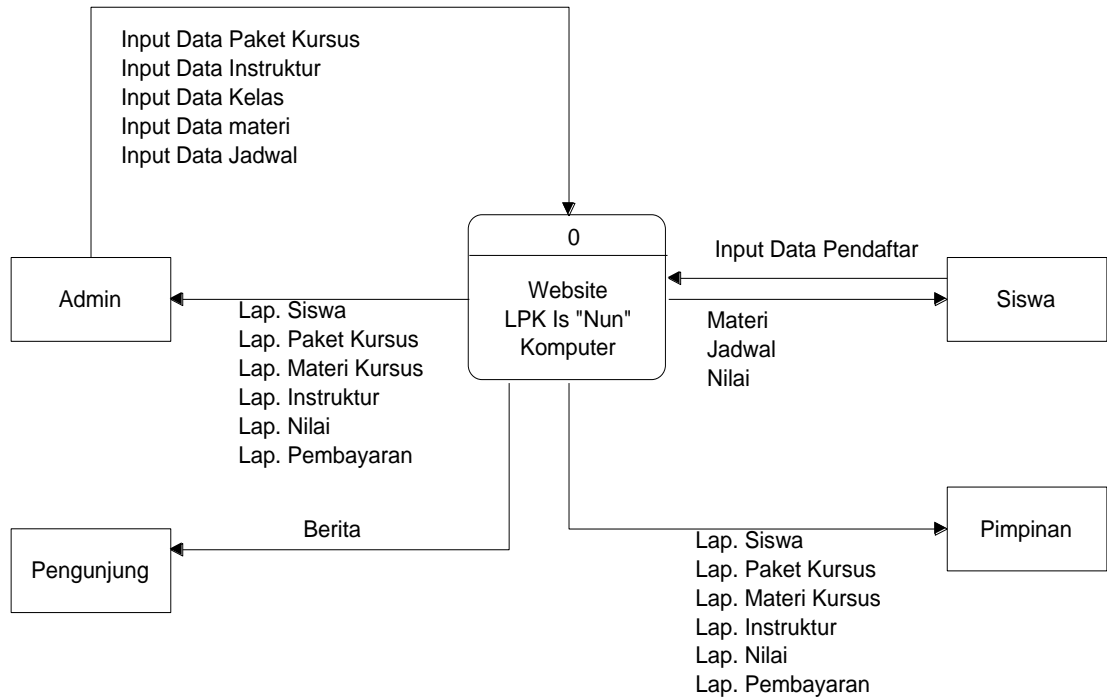 Input Data Paket Kursus
Input Data Instruktur
Input Data Kelas
Input Data materi
Input Data Jadwal
0
Website
LPK Is "Nun"
Komputer
Admin
Input Data Pendaftar
Siswa
Lap. Siswa
Lap. Paket Kursus
Lap. Materi Kursus
Lap. Instruktur
Lap. Nilai
Lap. Pembayaran
Materi
Jadwal
Nilai
Berita
Pengunjung
Pimpinan
Lap. Siswa
Lap. Paket Kursus
Lap. Materi Kursus
Lap. Instruktur
Lap. Nilai
Lap. Pembayaran